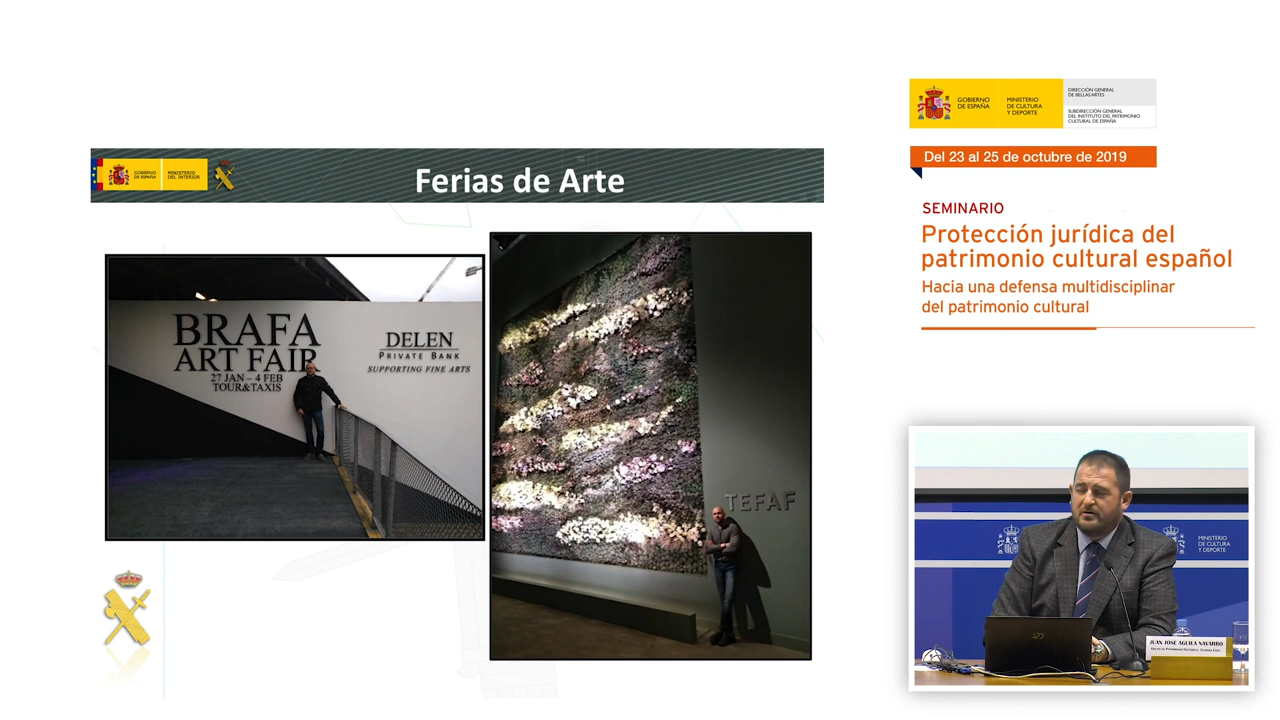 GOBIERNO
DE ESPAÑA
MINISTERIO
DEL INTERIOR
Ferias de Arte
BRAFA
ART FAIR
27 JAN – 4 FEB
TOUR&TAXIS
DELEN
PRIVATE BANK
SUPPORTING FINE ARTS
TEFAF
GOBIERNO
DE ESPAÑA
MINISTERIO
DE CULTURA
Y DEPORTE
DIRECCIÓN GENERAL
DE BELLAS ARTES
SUBDIRECCIÓN GENERAL
DEL INSTITUTO DEL PATRIMONIO
CULTURAL DE ESPAÑA
Del 23 al 25 de octubre de 2019
SEMINARIO
Protección jurídica del
patrimonio cultural español
Hacia una defensa multidisciplinar
del patrimonio cultural
MINISTERIO
DE CULTURA
Y DEPORTE
JUAN JOSÉ ÁGUILA NAVARRO